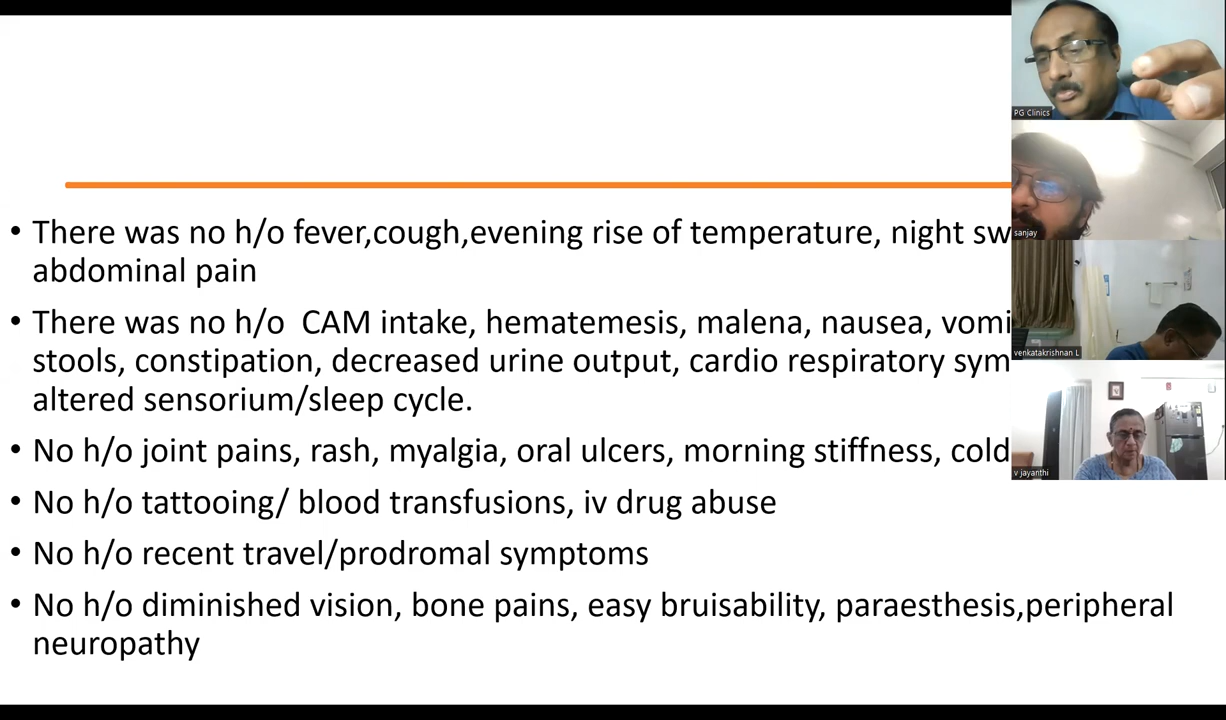 There was no h/o fever,cough,evening rise of temperature, night sw
abdominal pain
There was no h/o CAM intake, hematemesis, malena, nausea, vomi
stools, constipation, decreased urine output, cardio respiratory sym
altered sensorium/sleep cycle.
No h/o joint pains, rash, myalgia, oral ulcers, morning stiffness, cold
No h/o tattooing/ blood transfusions, iv drug abuse
No h/o recent travel/prodromal symptoms
No h/o diminished vision, bone pains, easy bruisability, paraesthesis,peripheral
neuropathy
PG Clinics
sanjay
venkatakrishnan L
v jayanthi